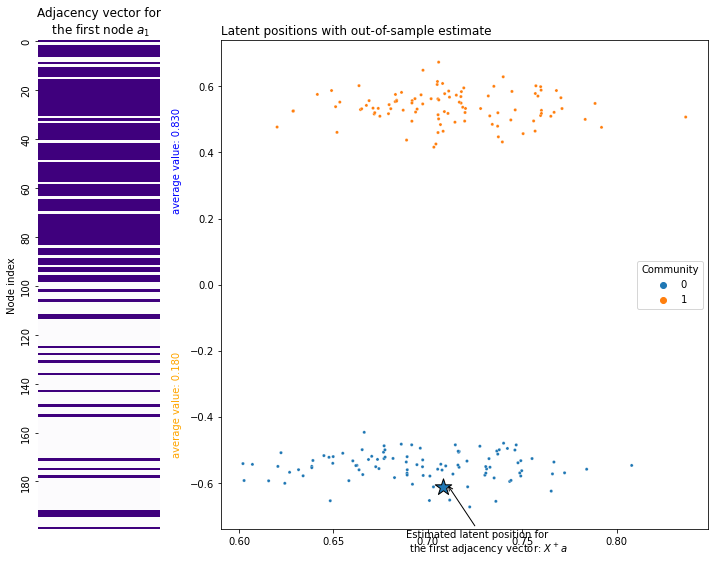 Adjacency vector for
the first node a₁
Node index
0
20
40
60
80
100
120
140
160
180
average value: 0.830
average value: 0.180
Latent positions with out-of-sample estimate
0.6
0.4
0.2
0.0
−0.2
−0.4
−0.6
0.60
0.65
0.70
0.75
0.80
Community
0
1
Estimated latent position for
the first adjacency vector: X⁺a